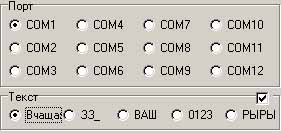 Порт
COM1 COM4 COM7 COM10
COM2 COM5 COM8 COM11
COM3 COM6 COM9 COM12
Текст
Вчаща 33_ ВАШ 0123 РЫРЫ